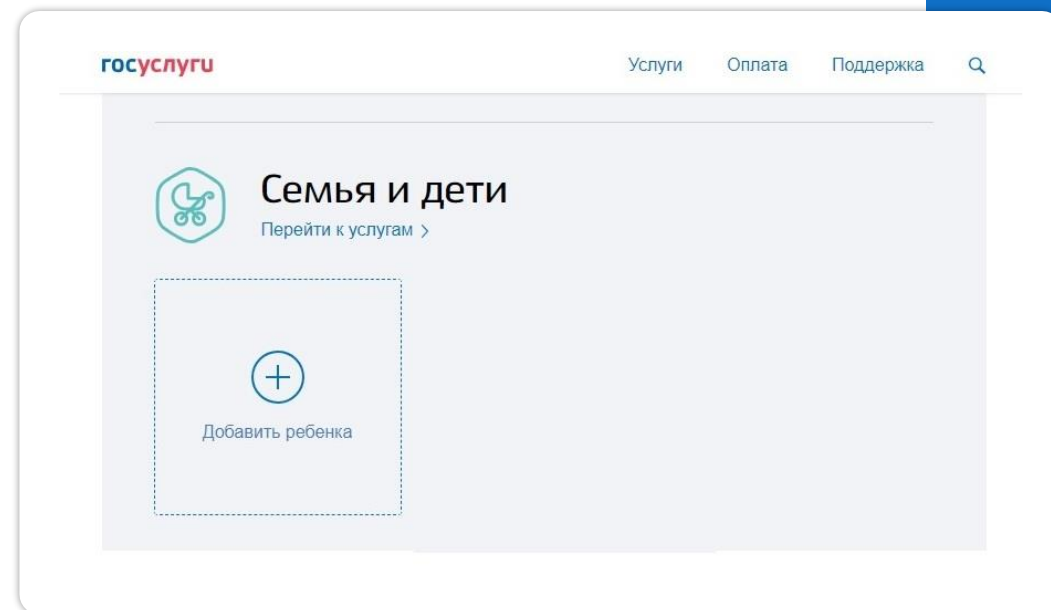 госуслуги Услуги Оплата Поддержка
Семья и дети
Перейти к услугам >
Добавить ребенка